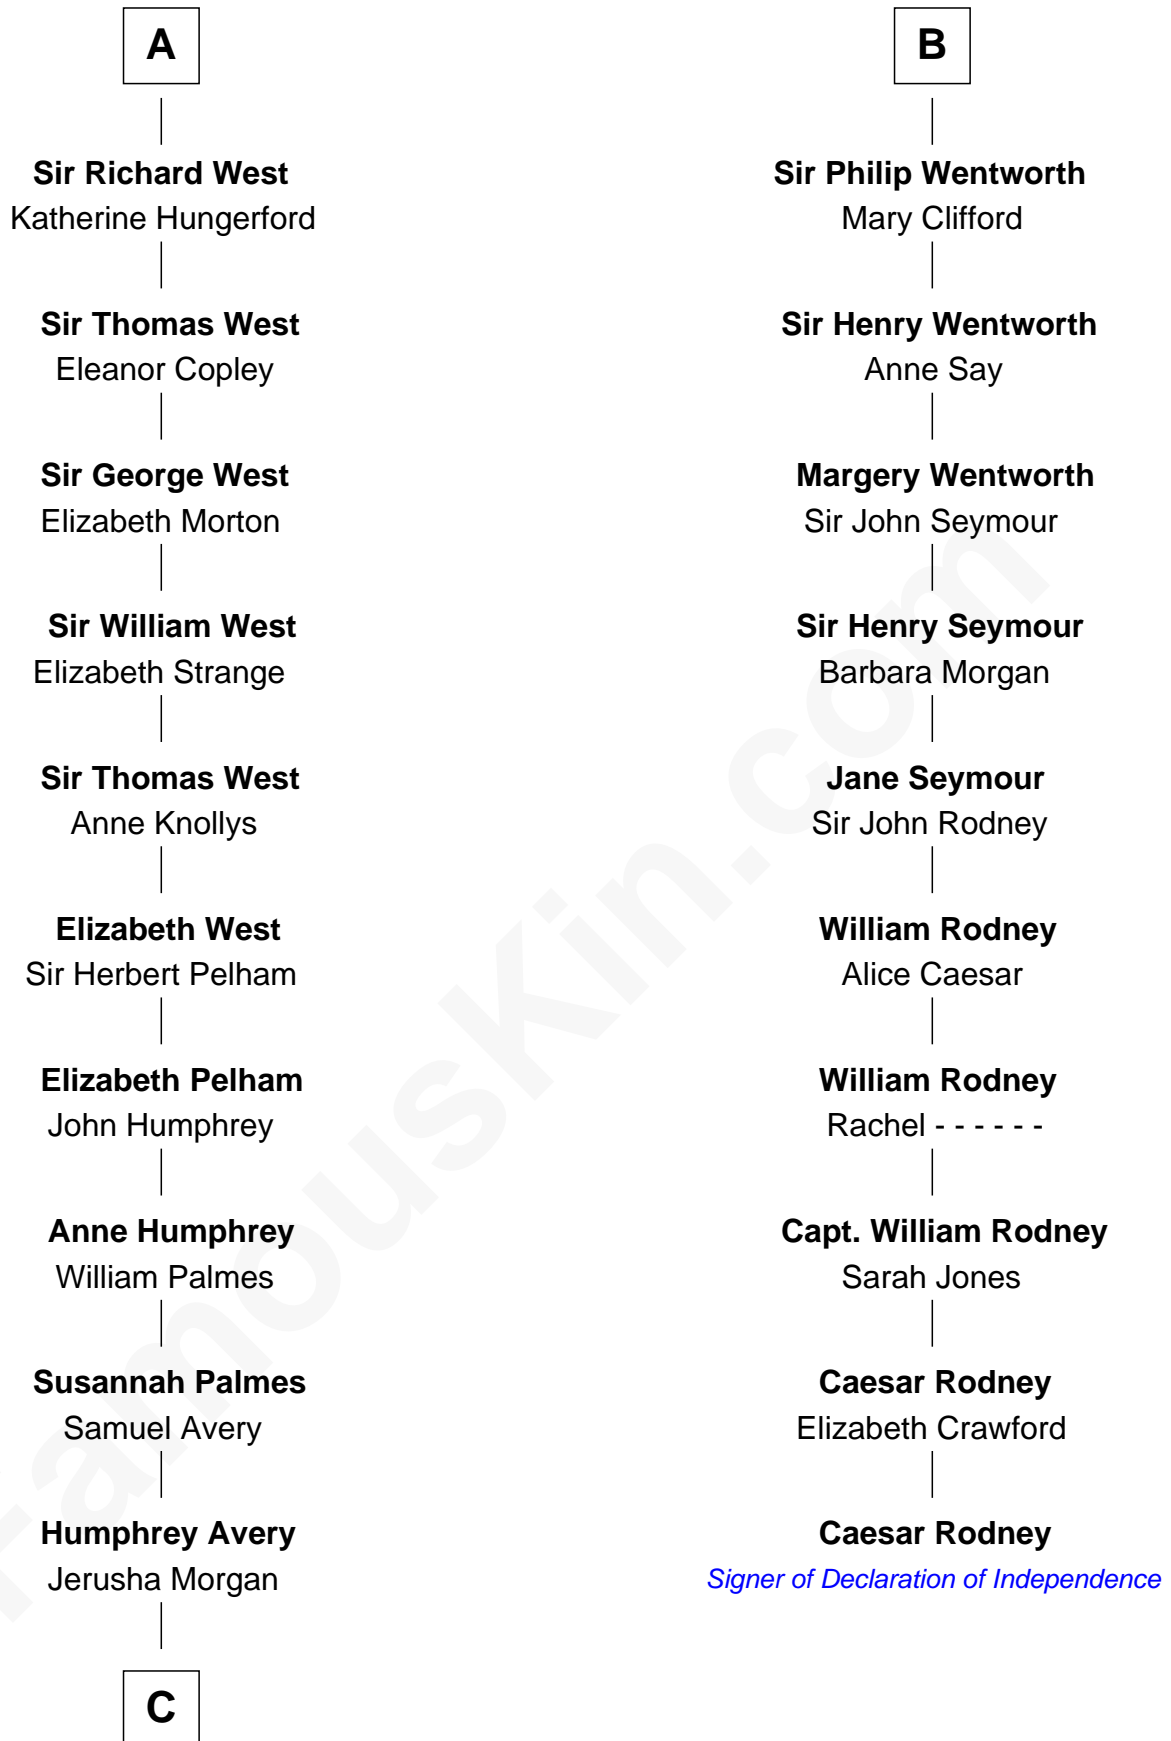 A
Sir Richard West
Katherine Hungerford
Sir Thomas West
Eleanor Copley
Sir George West
Elizabeth Morton
Sir William West
Elizabeth Strange
Sir Thomas West
Anne Knollys
Elizabeth West
Sir Herbert Pelham
Elizabeth Pelham
John Humphrey
Anne Humphrey
William Palmes
Susannah Palmes
Samuel Avery
Humphrey Avery
Jerusha Morgan
C
B
Sir Philip Wentworth
Mary Clifford
Sir Henry Wentworth
Anne Say
Margery Wentworth
Sir John Seymour
Sir Henry Seymour
Barbara Morgan
Jane Seymour
Sir John Rodney
William Rodney
Alice Caesar
William Rodney
Rachel - - - - - -
Capt. William Rodney
Sarah Jones
Caesar Rodney
Elizabeth Crawford
Caesar Rodney
Signer of Declaration of Independence
FamousKin.com